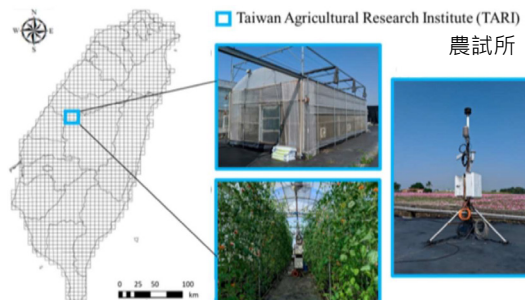 N
W E
S
Taiwan Agricultural Research Institute (TARI)
農試所
0 25 50 100
km